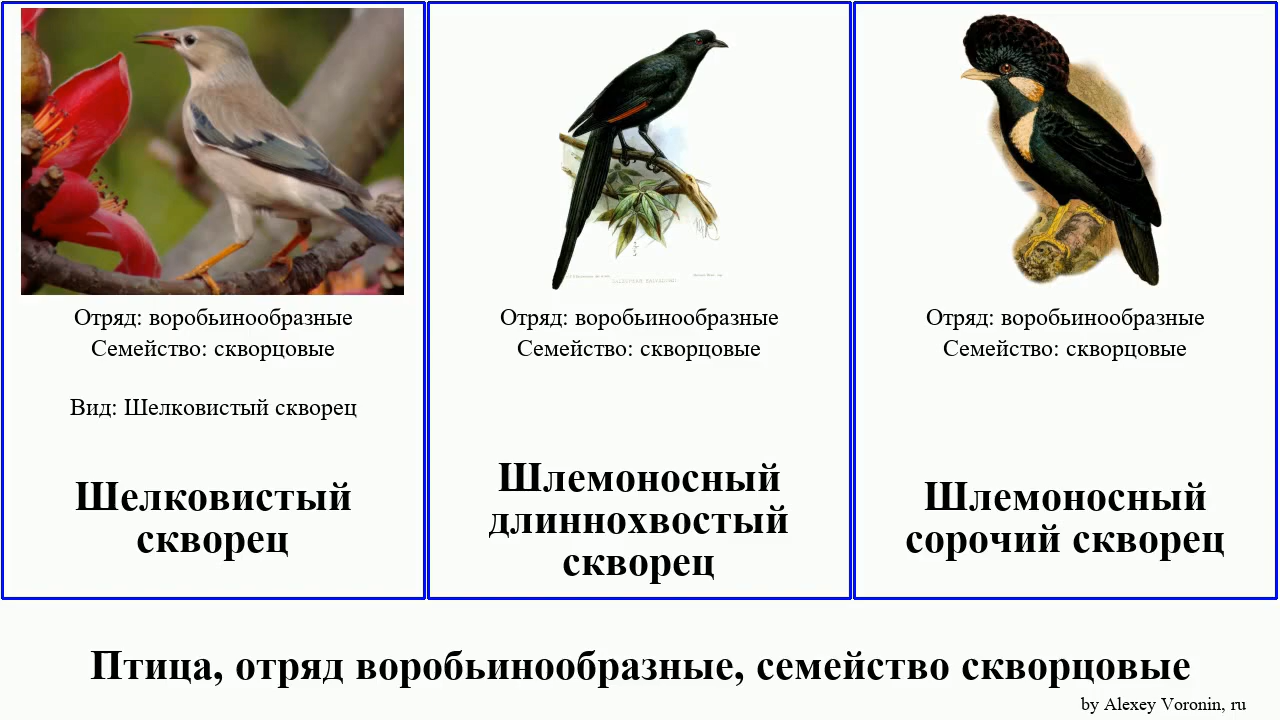 Отряд: воробьинообразные
Семейство: скворцовые
Вид: Шелковистый скворец
Шелковистый
скворец
Отряд: воробьинообразные
Семейство: скворцовые
Шлемоносный
длиннохвостый
скворец
Отряд: воробьинообразные
Семейство: скворцовые
Шлемоносный
сорочий скворец
Птица, отряд воробьинообразные, семейство скворцовые
by Alexey Voronin, ru